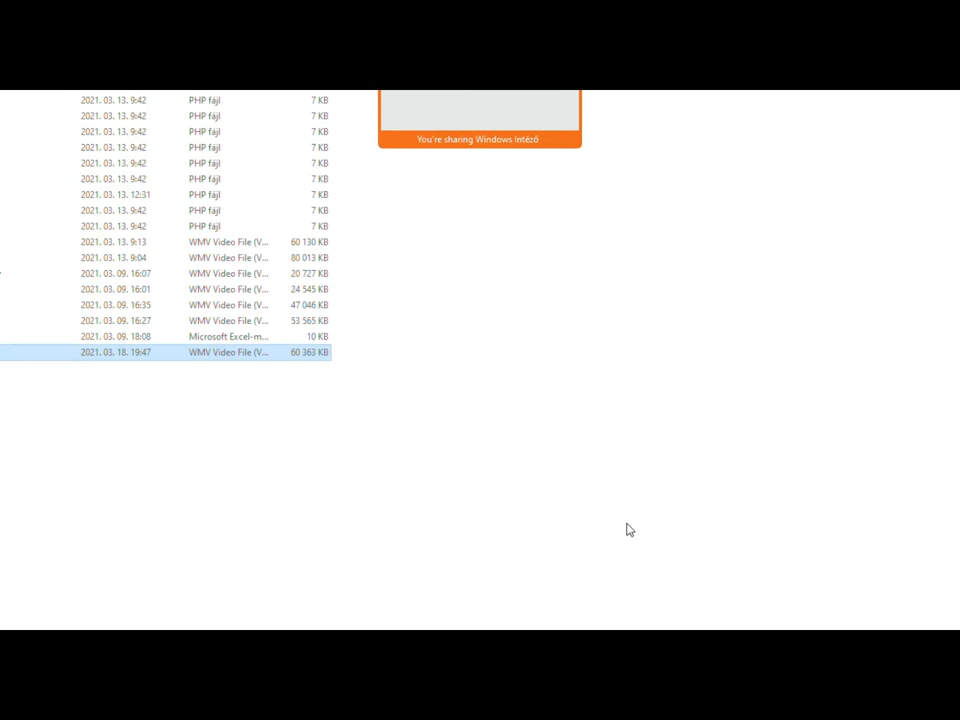 2021. 03. 13. 9:42 PHP fájl 7 KB
You're sharing Windows Intéző
2021. 03. 13. 9:42 PHP fájl 7 KB
2021. 03. 13. 9:42 PHP fájl 7 KB
2021. 03. 13. 9:42 PHP fájl 7 KB
2021. 03. 13. 9:42 PHP fájl 7 KB
2021. 03. 13. 9:42 PHP fájl 7 KB
2021. 03. 13. 12:31 PHP fájl 7 KB
2021. 03. 13. 9:42 PHP fájl 7 KB
2021. 03. 13. 9:42 PHP fájl 7 KB
2021. 03. 13. 9:13 WMV Video File (V... 60 130 KB
2021. 03. 13. 9:04 WMV Video File (V... 80 013 KB
2021. 03. 09. 16:07 WMV Video File (V... 20 727 KB
2021. 03. 09. 16:01 WMV Video File (V... 24 545 KB
2021. 03. 09. 16:35 WMV Video File (V... 47 046 KB
2021. 03. 09. 16:27 WMV Video File (V... 53 565 KB
2021. 03. 09. 18:08 Microsoft Excel-m... 10 KB
2021. 03. 18. 19:47 WMV Video File (V... 60 363 KB